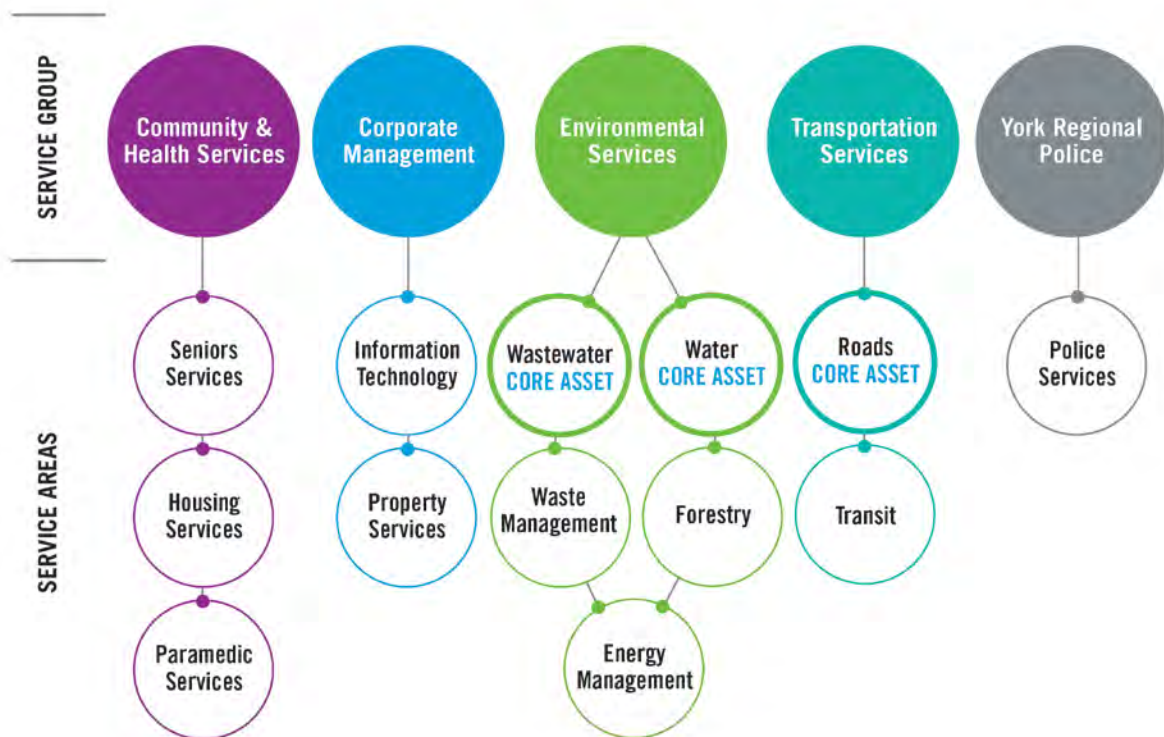 SERVICE GROUP
Community &
Health Services
Corporate
Management
Environmental
Services
Transportation
Services
York Regional
Police
SERVICE AREAS
Seniors
Services
Information
Technology
Wastewater
CORE ASSET
Water
CORE ASSET
Roads
CORE ASSET
Police
Services
Housing
Services
Property
Services
Waste
Management
Forestry
Transit
Paramedic
Services
Energy
Management